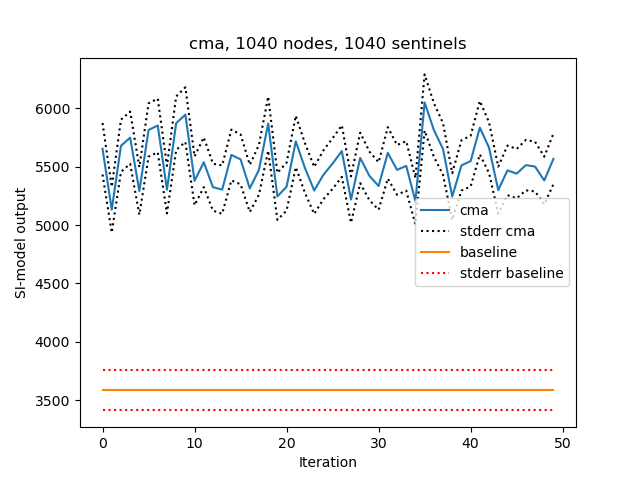 cma, 1040 nodes, 1040 sentinels
SI-model output
6000
5500
5000
4500
4000
3500
cma
stderr cma
baseline
stderr baseline
0 10 20 30 40 50
Iteration